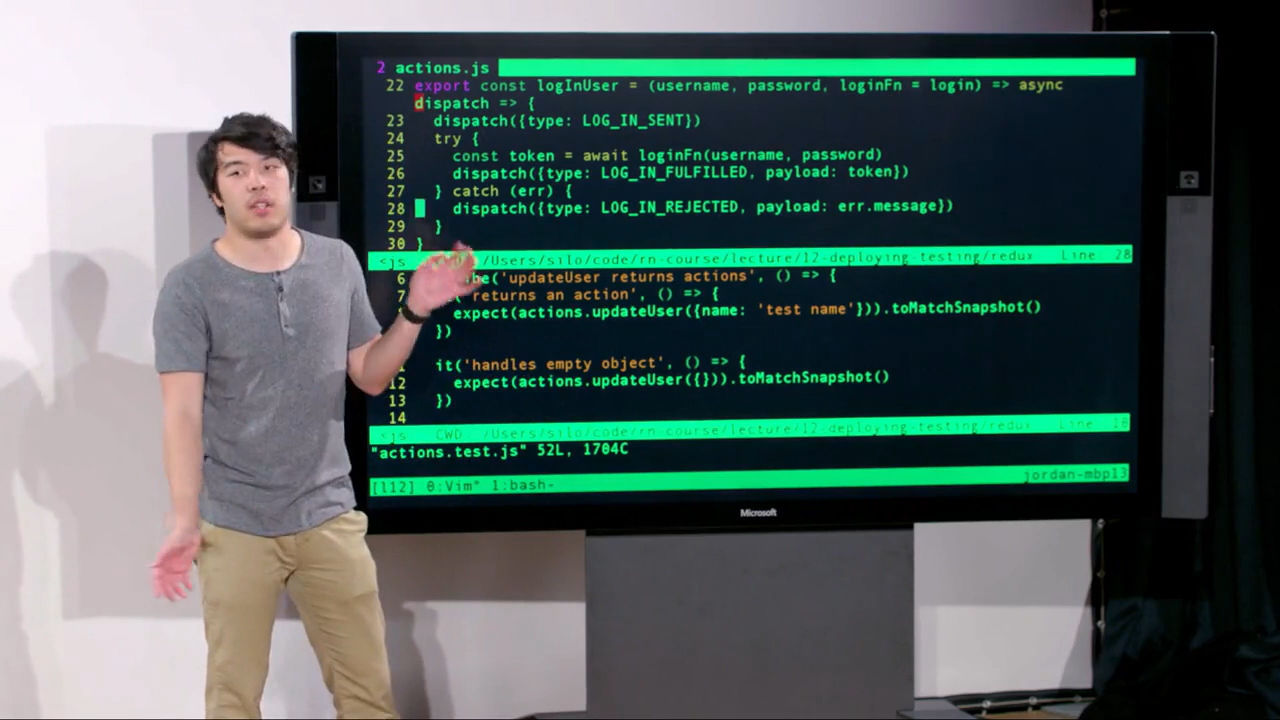 2 actions.js
22 export const logInUser = (username, password, loginFn = login) => async
dispatch => {
23 dispatch({type: LOG_IN_SENT})
24 try {
25 const token = await loginFn(username, password)
26 dispatch({type: LOG_IN_FULFILLED, payload: token})
27 } catch (err) {
28 dispatch({type: LOG_IN_REJECTED, payload: err.message})
29 }
30 }
<js /Users/silo/code/rn-course/lecture/12-deploying-testing/redux Line 28
6 'updateUser returns actions', () => {
7 'returns an action', () => {
expect(actions.updateUser({name: 'test name'})).toMatchSnapshot()
})
it('handles empty object', () => {
12 expect(actions.updateUser({})).toMatchSnapshot()
13 })
14
<js CWD /Users/silo/code/rn-course/lecture/12-deploying-testing/redux Line 18
"actions.test.js" 52L, 1704C
[l12] 0:Vim* 1:bash- jordan-mbp13
Microsoft